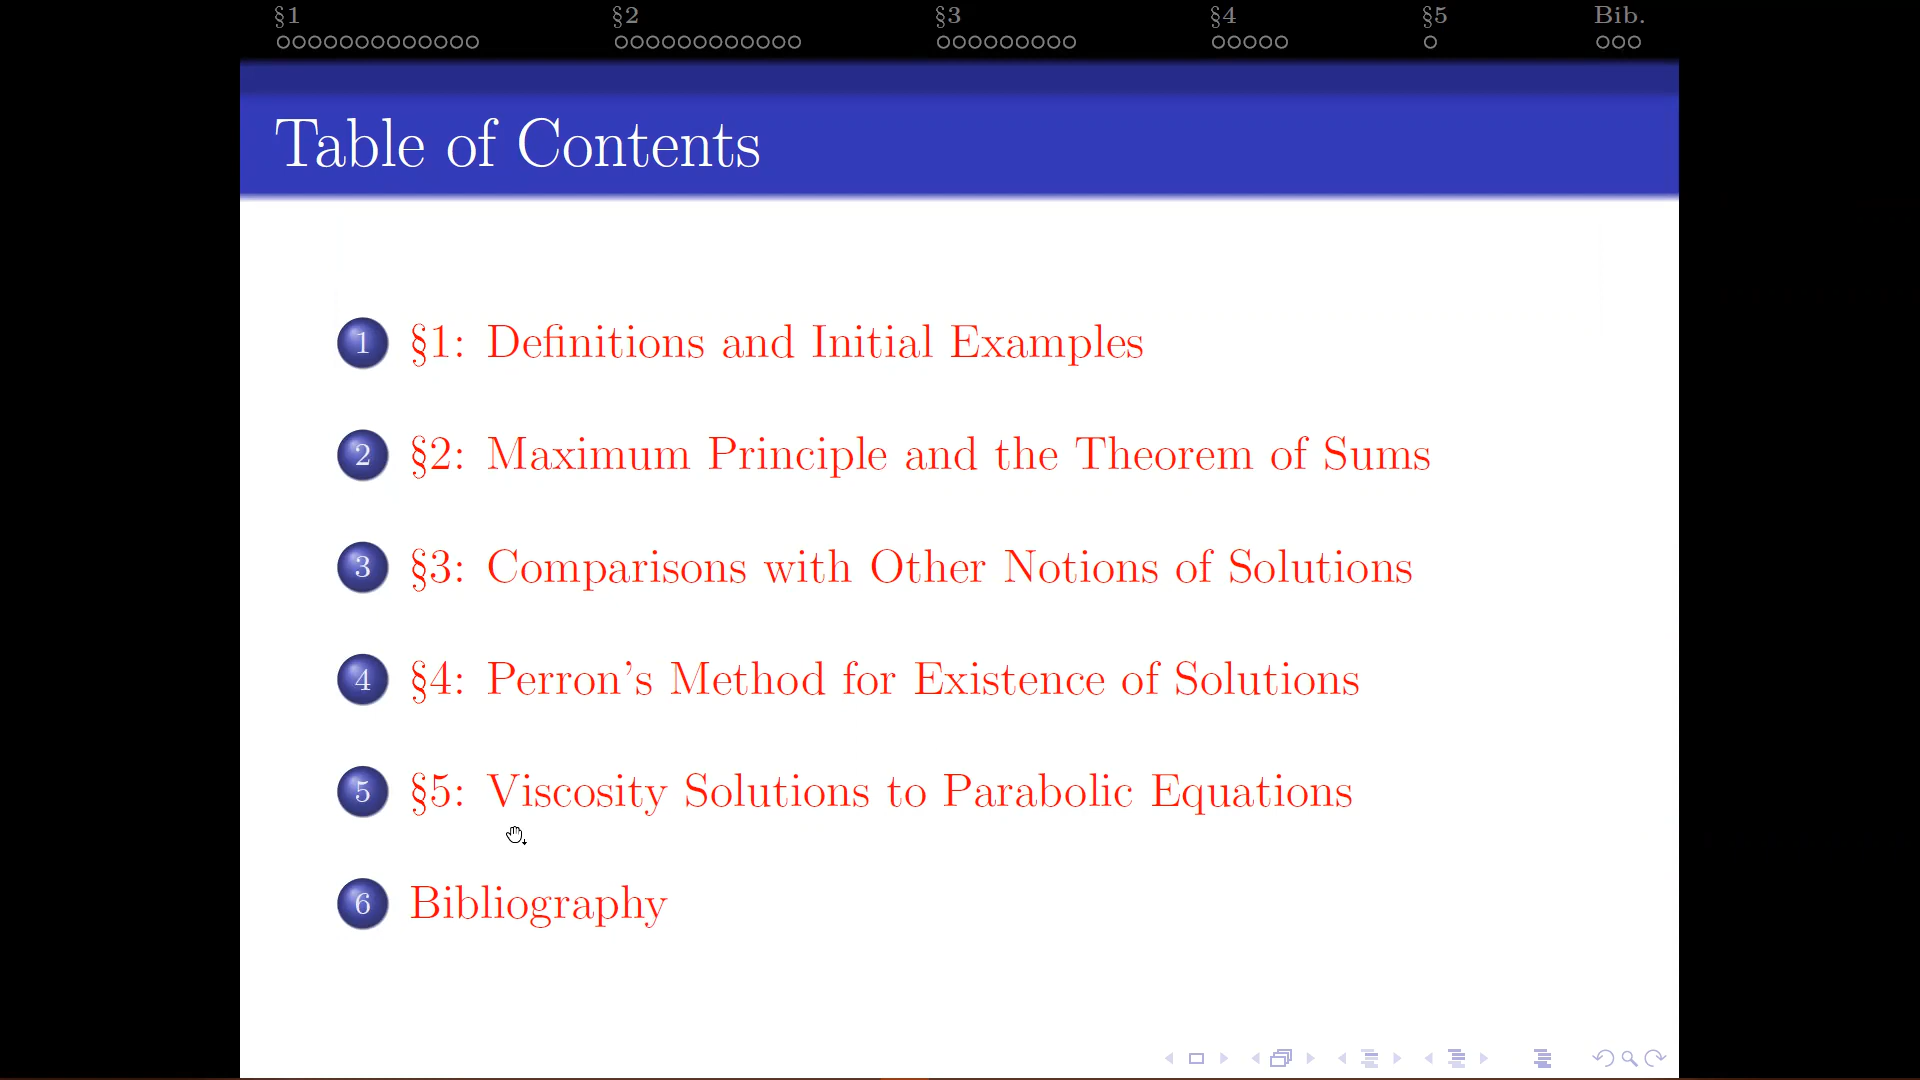 §1 §2 §3 §4 §5 Bib.
Table of Contents
1 §1: Definitions and Initial Examples
2 §2: Maximum Principle and the Theorem of Sums
3 §3: Comparisons with Other Notions of Solutions
4 §4: Perron's Method for Existence of Solutions
5 §5: Viscosity Solutions to Parabolic Equations
6 Bibliography